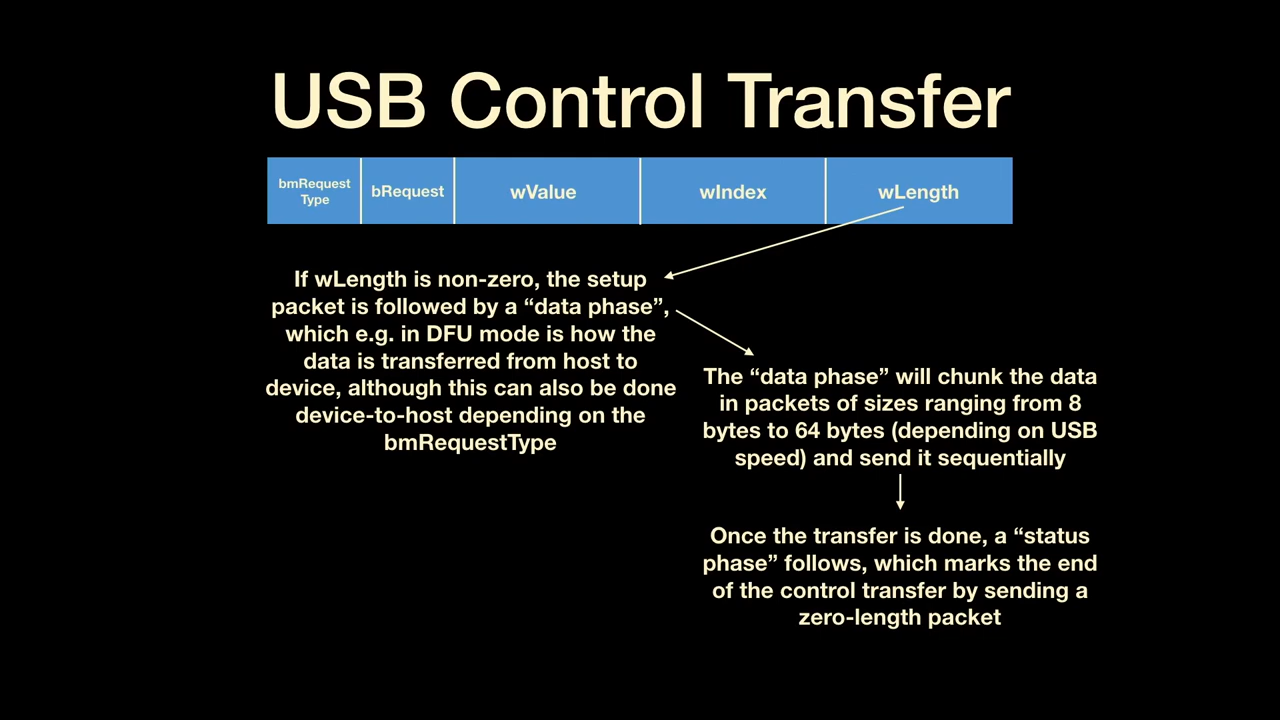 USB Control Transfer
bmRequest
Type
bRequest
wValue
wIndex
wLength
If wLength is non-zero, the setup
packet is followed by a “data phase”,
which e.g. in DFU mode is how the
data is transferred from host to
device, although this can also be done
device-to-host depending on the
bmRequestType
The “data phase” will chunk the data
in packets of sizes ranging from 8
bytes to 64 bytes (depending on USB
speed) and send it sequentially
Once the transfer is done, a “status
phase” follows, which marks the end
of the control transfer by sending a
zero-length packet